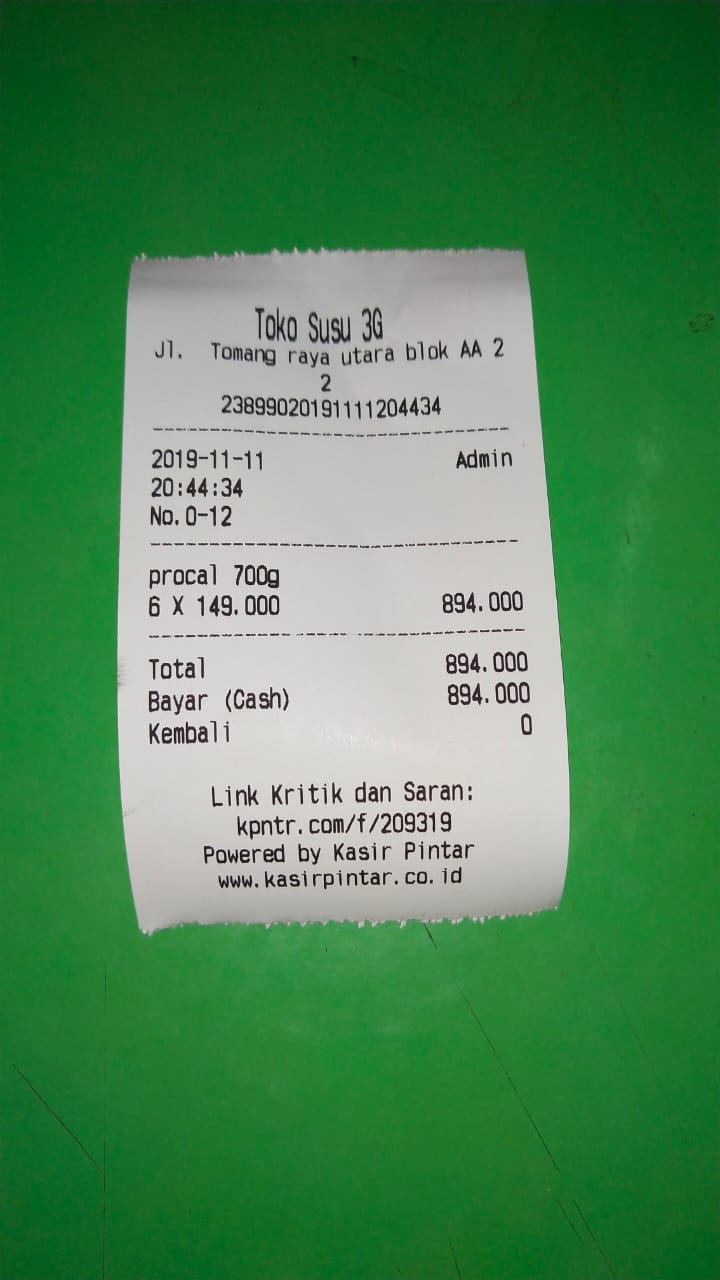 Toko Susu 3G
Jl. Tomang raya utara blok AA 2
2
23899020191111204434
2019-11-11 Admin
20:44:34
No. 0-12
procal 700g
6 X 149.000 894.000
Total 894.000
Bayar (Cash) 894.000
Kembali 0
Link Kritik dan Saran:
kpntr.com/f/209319
Powered by Kasir Pintar
www.kasirpintar.co.id